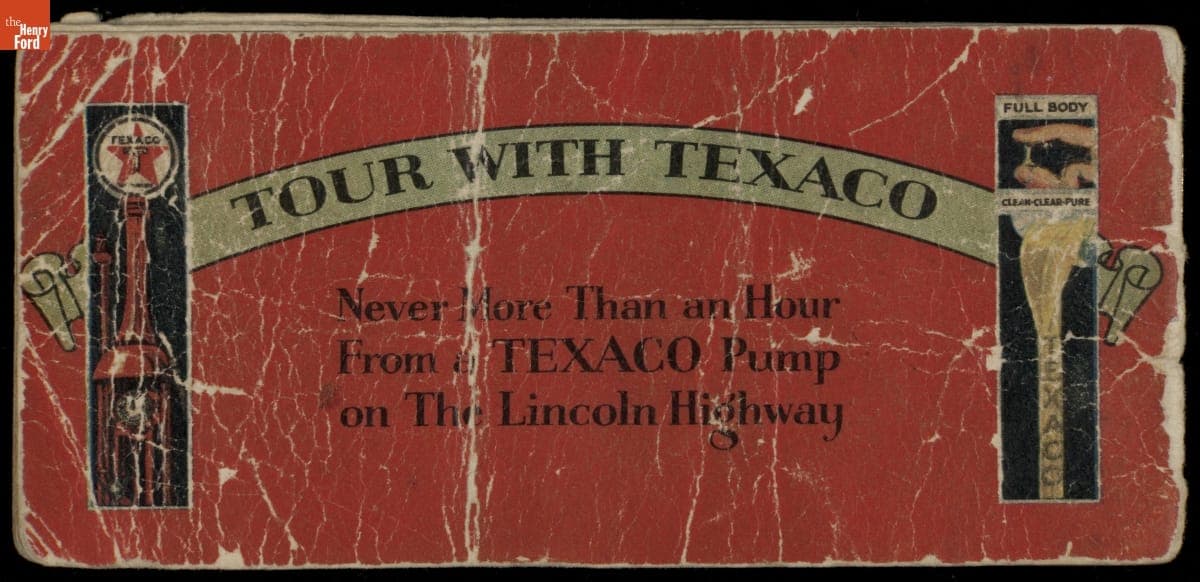 the
Henry
Ford
TEXACO
T
TOUR WITH TEXACO
FULL BODY
CLEAN-CLEAR-PURE
Never More Than an Hour
From a TEXACO Pump
on The Lincoln Highway
TEXACO